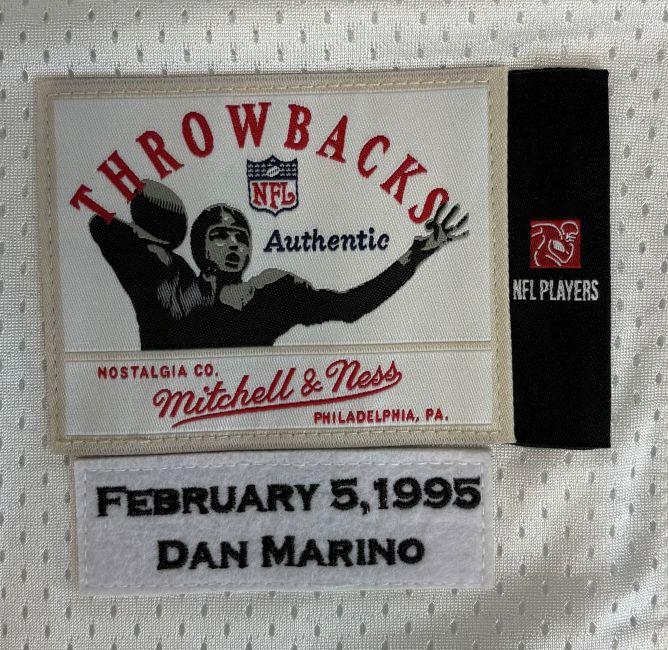 THROWBACKS
NFL
Authentic
NFL PLAYERS
NOSTALGIA CO.
Mitchell & Ness
PHILADELPHIA, PA.
FEBRUARY 5,1995
DAN MARINO